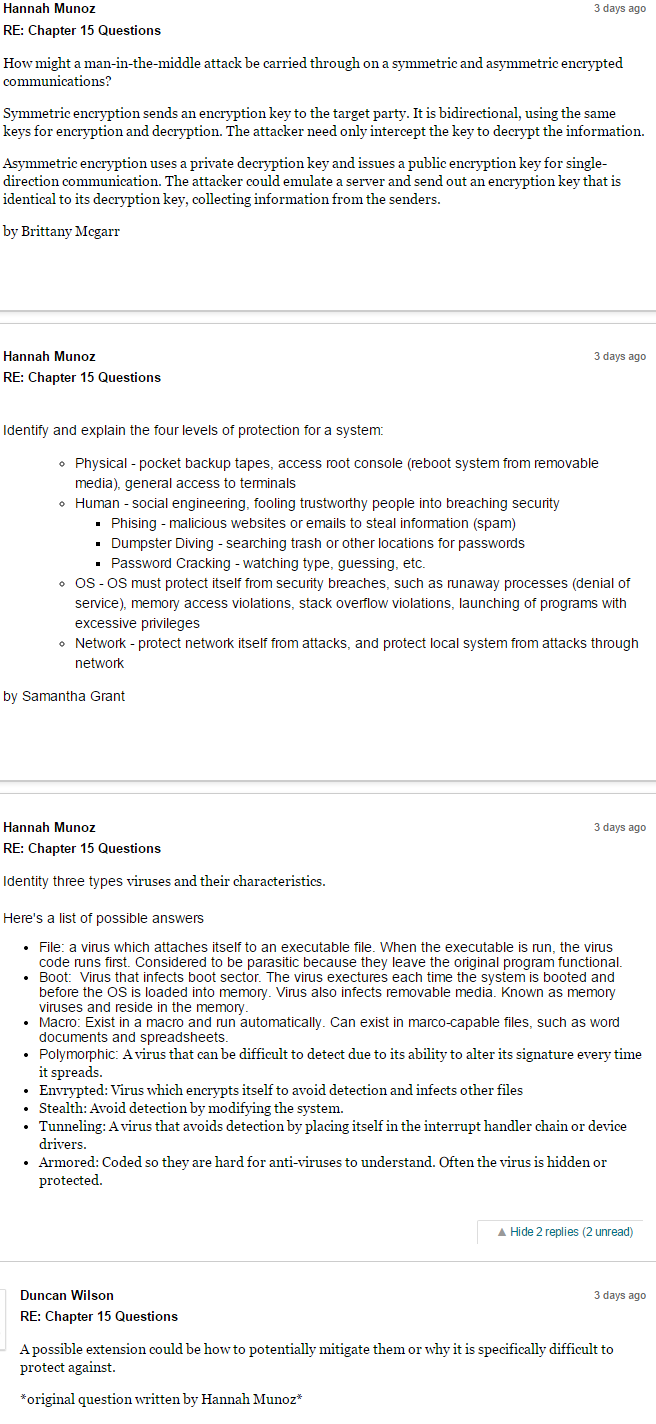 Hannah Munoz 3 days ago
RE: Chapter 15 Questions
How might a man-in-the-middle attack be carried through on a symmetric and asymmetric encrypted
communications?
Symmetric encryption sends an encryption key to the target party. It is bidirectional, using the same
keys for encryption and decryption. The attacker need only intercept the key to decrypt the information.
Asymmetric encryption uses a private decryption key and issues a public encryption key for single-
direction communication. The attacker could emulate a server and send out an encryption key that is
identical to its decryption key, collecting information from the senders.
by Brittany Mcgarr
Hannah Munoz 3 days ago
RE: Chapter 15 Questions
Identify and explain the four levels of protection for a system:
◦ Physical - pocket backup tapes, access root console (reboot system from removable
media), general access to terminals
◦ Human - social engineering, fooling trustworthy people into breaching security
▪ Phising - malicious websites or emails to steal information (spam)
▪ Dumpster Diving - searching trash or other locations for passwords
▪ Password Cracking - watching type, guessing, etc.
◦ OS - OS must protect itself from security breaches, such as runaway processes (denial of
service), memory access violations, stack overflow violations, launching of programs with
excessive privileges
◦ Network - protect network itself from attacks, and protect local system from attacks through
network
by Samantha Grant
Hannah Munoz 3 days ago
RE: Chapter 15 Questions
Identity three types viruses and their characteristics.
Here's a list of possible answers
• File: a virus which attaches itself to an executable file. When the executable is run, the virus
code runs first. Considered to be parasitic because they leave the original program functional.
• Boot: Virus that infects boot sector. The virus exectures each time the system is booted and
before the OS is loaded into memory. Virus also infects removable media. Known as memory
viruses and reside in the memory.
• Macro: Exist in a macro and run automatically. Can exist in marco-capable files, such as word
documents and spreadsheets.
• Polymorphic: A virus that can be difficult to detect due to its ability to alter its signature every time
it spreads.
• Envrypted: Virus which encrypts itself to avoid detection and infects other files
• Stealth: Avoid detection by modifying the system.
• Tunneling: A virus that avoids detection by placing itself in the interrupt handler chain or device
drivers.
• Armored: Coded so they are hard for anti-viruses to understand. Often the virus is hidden or
protected.
▲ Hide 2 replies (2 unread)
Duncan Wilson 3 days ago
RE: Chapter 15 Questions
A possible extension could be how to potentially mitigate them or why it is specifically difficult to
protect against.
*original question written by Hannah Munoz*